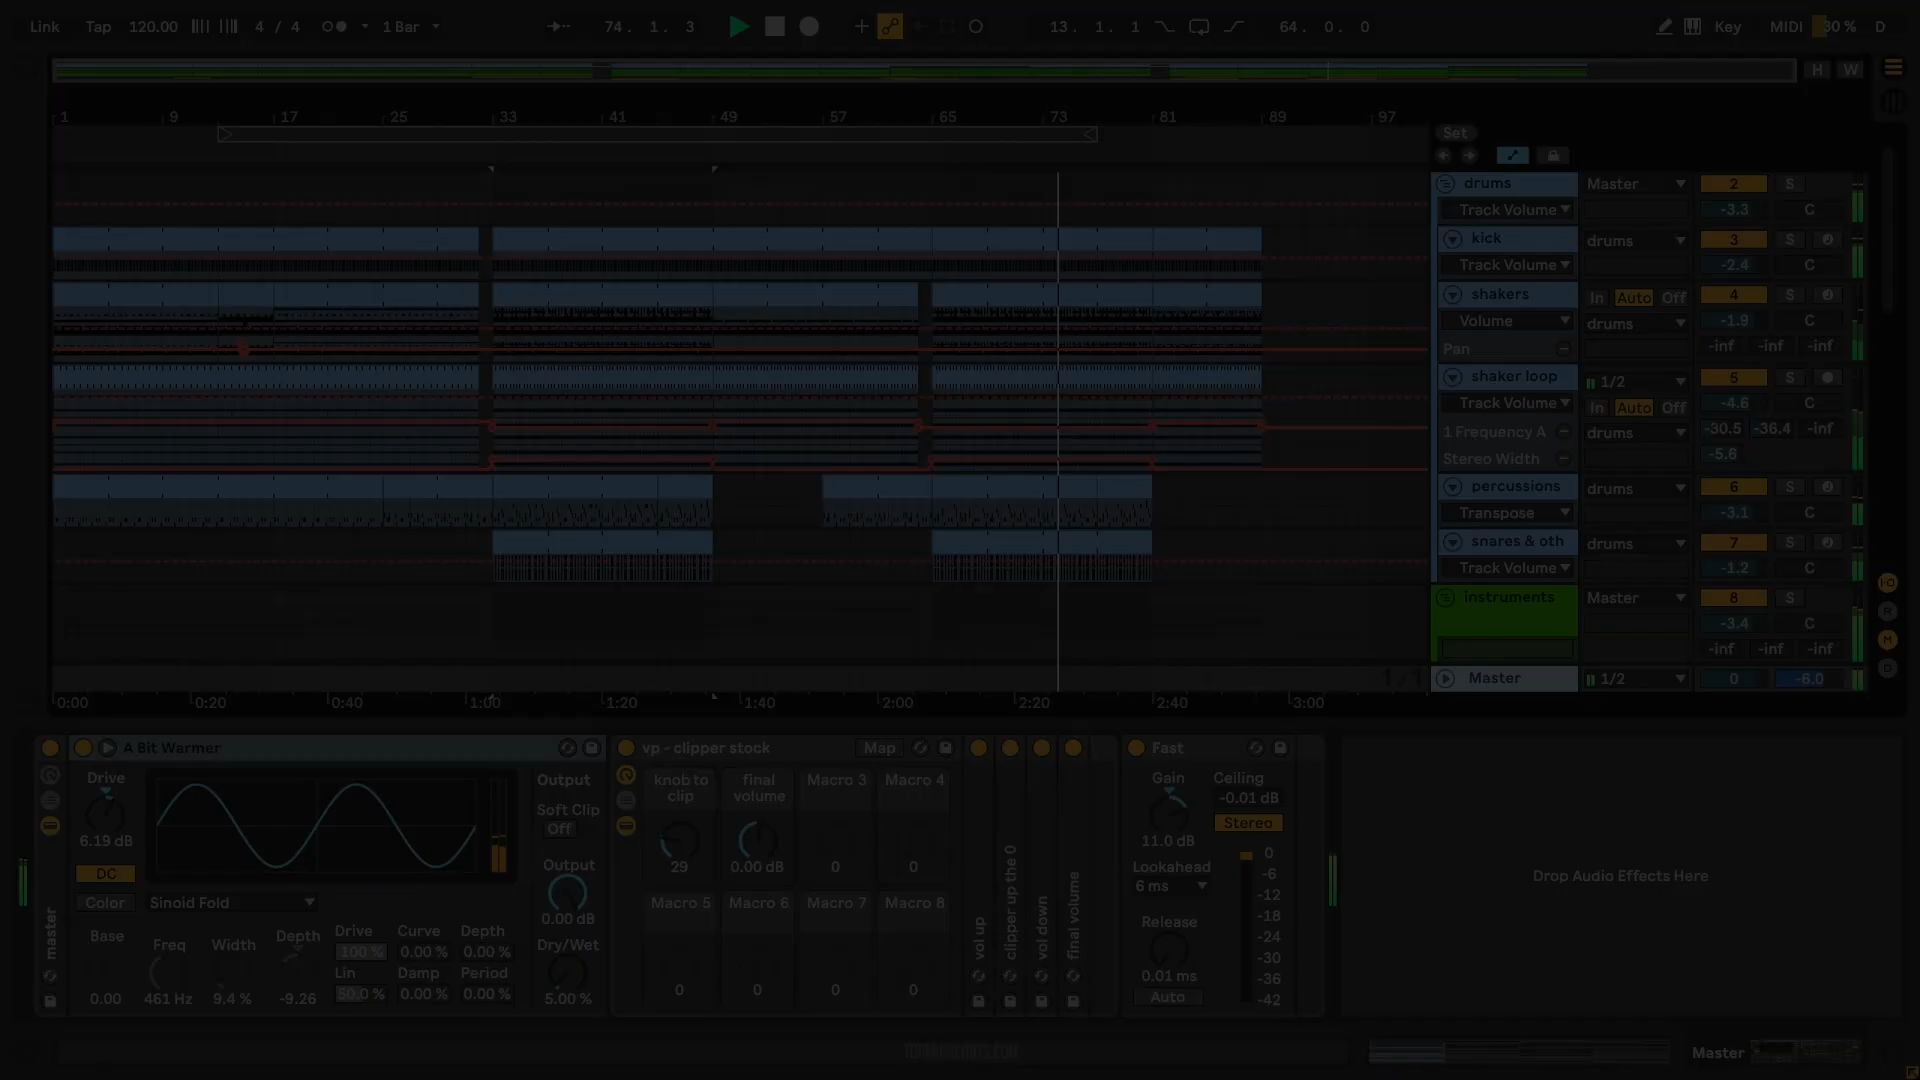 Link Tap 120.00 4 / 4 1 Bar 74. 1. 3 13. 1. 1 64. 0. 0 Key MIDI 30 % D
H W
1 9 17 25 33 41 49 57 65 73 81 89 97
Set
drums Master 2 S
Track Volume -3.3 C
kick drums 3 S
Track Volume -2.4 C
shakers In Auto Off 4 S
Volume drums -1.9 C
Pan -inf -inf -inf
shaker loop 1/2 5 S
Track Volume In Auto Off -4.6 C
1 Frequency A drums -30.5 -36.4 -inf
Stereo Width -5.6
percussions drums 6 S
Transpose -3.1 C
snares & oth drums 7 S
Track Volume -1.2 C
I·O
instruments Master 8 S
R
-3.4 C
M
-inf -inf -inf
D
1/1
Master 1/2 0 -6.0
0:00 0:20 0:40 1:00 1:20 1:40 2:00 2:20 2:40 3:00
A Bit Warmer
Drive
6.19 dB
DC
Color Sinoid Fold
Base Freq Width Depth
0.00 461 Hz 9.4 % -9.26
Drive Curve Depth
100 % 0.00 % 0.00 %
Lin Damp Period
50.0 % 0.00 % 0.00 %
Output
Soft Clip
Off
Output
0.00 dB
Dry/Wet
5.00 %
master
vp - clipper stock Map
knob to clip final volume Macro 3 Macro 4
29 0.00 dB 0 0
Macro 5 Macro 6 Macro 7 Macro 8
0 0 0 0
vol up
clipper up the 0
vol down
final volume
Fast
Gain Ceiling
-0.01 dB
11.0 dB Stereo
Lookahead
6 ms
Release
0.01 ms
Auto
0
-6
-12
-18
-24
-30
-36
-42
Drop Audio Effects Here
Master